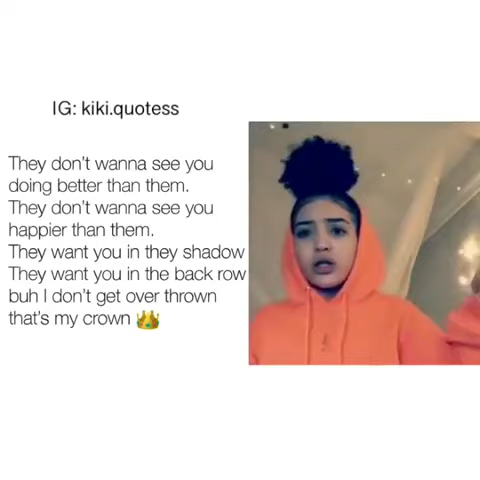 IG: kiki.quotess
They don't wanna see you
doing better than them.
They don't wanna see you
happier than them.
They want you in they shadow
They want you in the back row
buh I don't get over thrown
that's my crown 👑